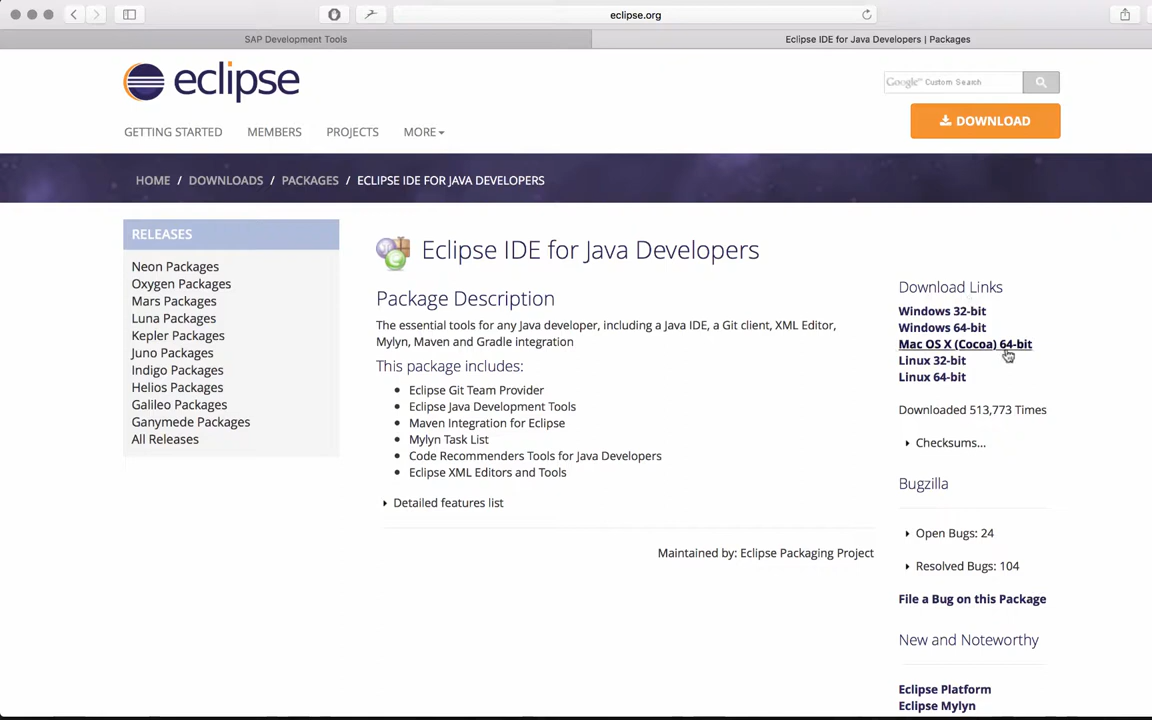 eclipse.org
SAP Development Tools
Eclipse IDE for Java Developers | Packages
eclipse
Google™ Custom Search
DOWNLOAD
GETTING STARTED
MEMBERS
PROJECTS
MORE
HOME / DOWNLOADS / PACKAGES / ECLIPSE IDE FOR JAVA DEVELOPERS
RELEASES
Neon Packages
Oxygen Packages
Mars Packages
Luna Packages
Kepler Packages
Juno Packages
Indigo Packages
Helios Packages
Galileo Packages
Ganymede Packages
All Releases
Eclipse IDE for Java Developers
Package Description
The essential tools for any Java developer, including a Java IDE, a Git client, XML Editor,
Mylyn, Maven and Gradle integration
This package includes:
Eclipse Git Team Provider
Eclipse Java Development Tools
Maven Integration for Eclipse
Mylyn Task List
Code Recommenders Tools for Java Developers
Eclipse XML Editors and Tools
Detailed features list
Maintained by: Eclipse Packaging Project
Download Links
Windows 32-bit
Windows 64-bit
Mac OS X (Cocoa) 64-bit
Linux 32-bit
Linux 64-bit
Downloaded 513,773 Times
Checksums...
Bugzilla
Open Bugs: 24
Resolved Bugs: 104
File a Bug on this Package
New and Noteworthy
Eclipse Platform
Eclipse Mylyn